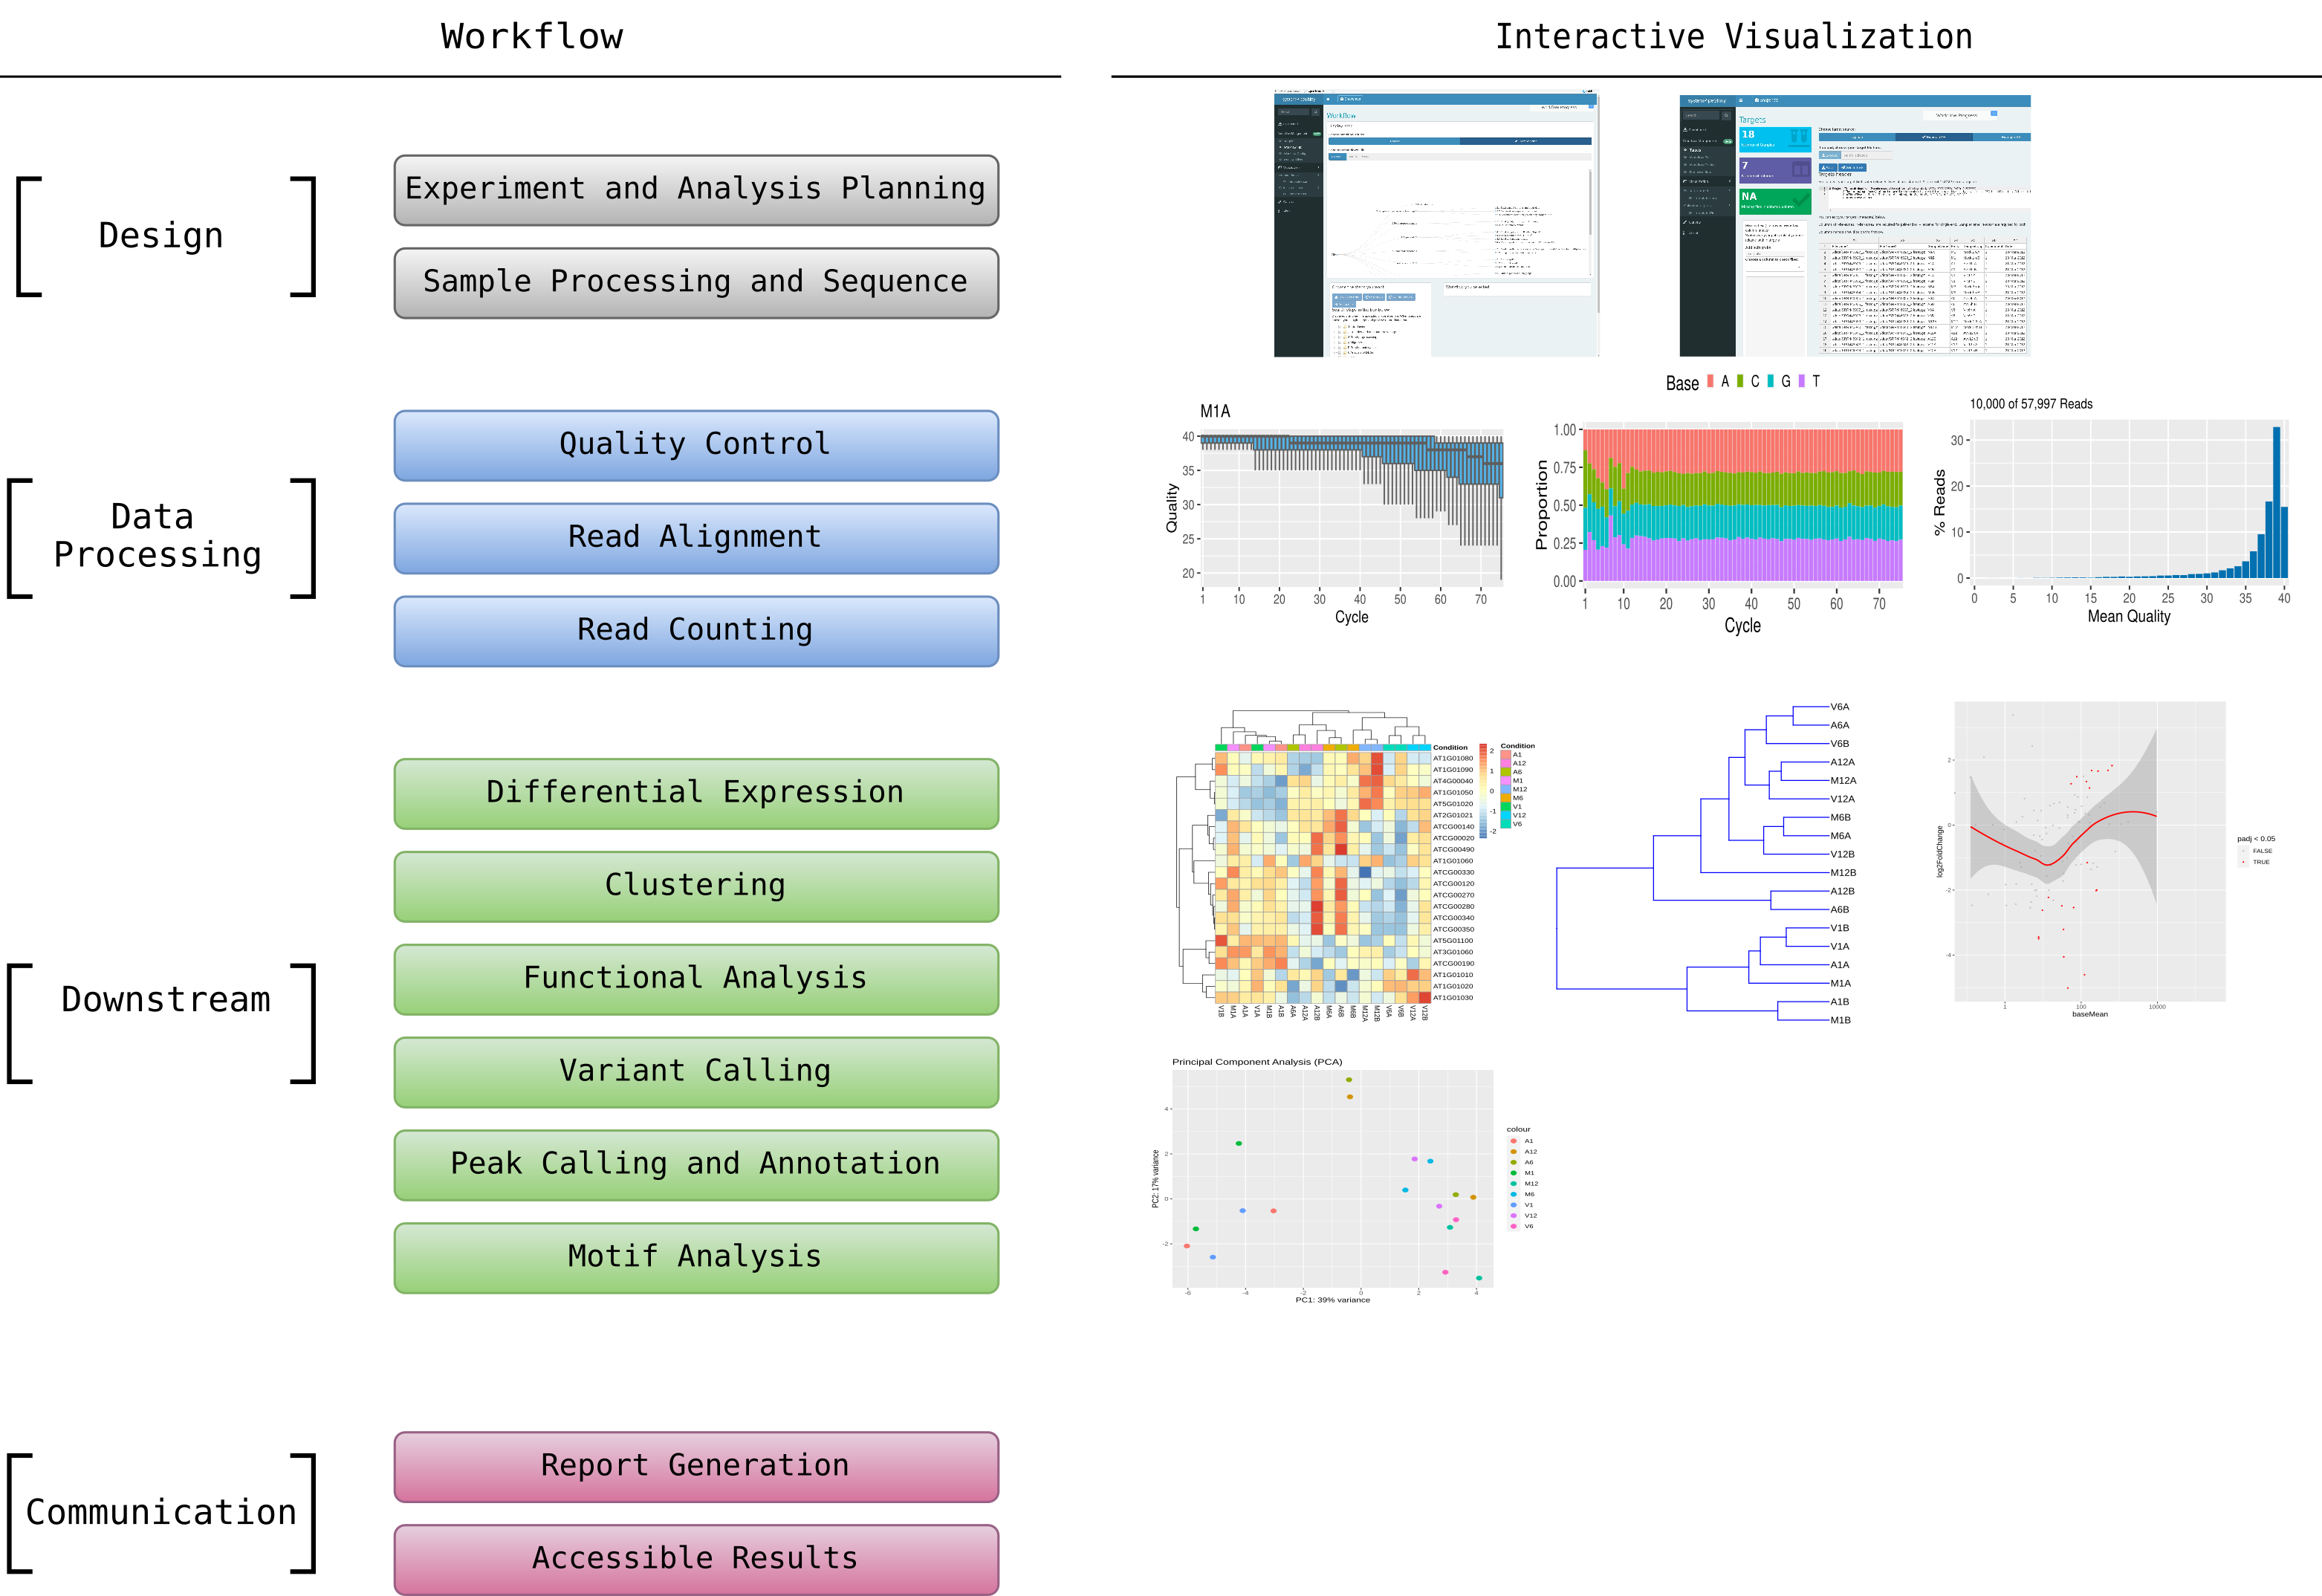 Workflow
Interactive Visualization
[ Design ]
Experiment and Analysis Planning
Sample Processing and Sequence
[ Data
Processing ]
Quality Control
Read Alignment
Read Counting
[ Downstream ]
Differential Expression
Clustering
Functional Analysis
Variant Calling
Peak Calling and Annotation
Motif Analysis
[ Communication ]
Report Generation
Accessible Results
Workflow
Workflow Progress
Targets
Workflow Progress
18
7
NA
Targets header
M1A
Quality
40
35
30
25
20
1 10 20 30 40 50 60 70
Cycle
Base A C G T
Proportion
1.00
0.75
0.50
0.25
0.00
1 10 20 30 40 50 60 70
Cycle
10,000 of 57,997 Reads
% Reads
30
20
10
0
0 5 10 15 20 25 30 35 40
Mean Quality
Condition
AT1G01080
AT1G01090
AT4G00040
AT1G01050
AT5G01020
AT2G01021
ATCG00140
ATCG00020
ATCG00490
AT1G01060
ATCG00330
ATCG00120
ATCG00270
ATCG00280
ATCG00340
ATCG00350
AT5G01100
AT3G01060
ATCG00190
AT1G01010
AT1G01020
AT1G01030
V1B M1A A1A V1A M1B A1B A6A A12A A12B M6A A6B M6B M12A M12B V6A V6B V12A V12B
2
1
0
-1
-2
Condition
A1
A12
A6
M1
M12
M6
V1
V12
V6
V6A
A6A
V6B
A12A
M12A
V12A
M6B
M6A
V12B
M12B
A12B
A6B
V1B
V1A
A1A
M1A
A1B
M1B
log2FoldChange
2
0
-2
-4
1 100 10000
baseMean
padj < 0.05
FALSE
TRUE
Principal Component Analysis (PCA)
PC2: 17% variance
4
2
0
-2
-6 -4 -2 0 2 4
PC1: 39% variance
colour
A1
A12
A6
M1
M12
M6
V1
V12
V6